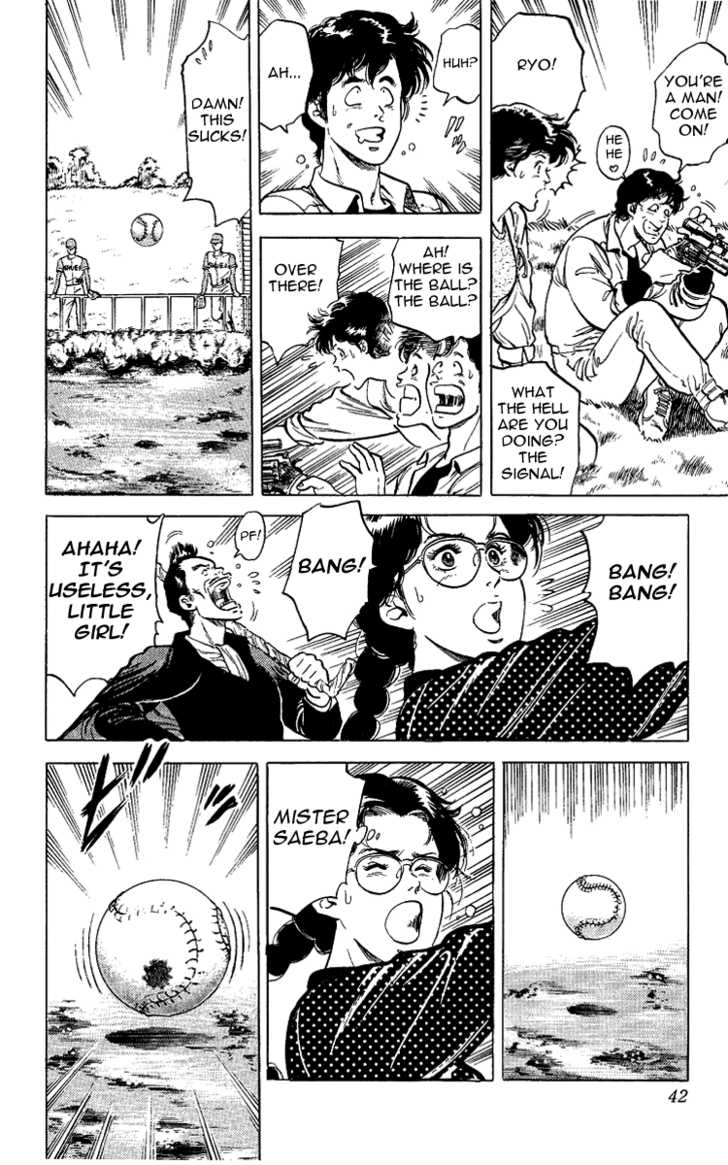 YOU'RE
A MAN!
COME
ON!
RYO!
HE
HE
♡
WHAT
THE HELL
ARE YOU
DOING?
THE
SIGNAL!
HUH?
AH...
AH!
WHERE IS
THE BALL?
THE BALL?
OVER
THERE!
DAMN!
THIS
SUCKS!
BANG!
BANG!
BANG!
PF!
AHAHA!
IT'S
USELESS,
LITTLE
GIRL!
MISTER
SAEBA!
42